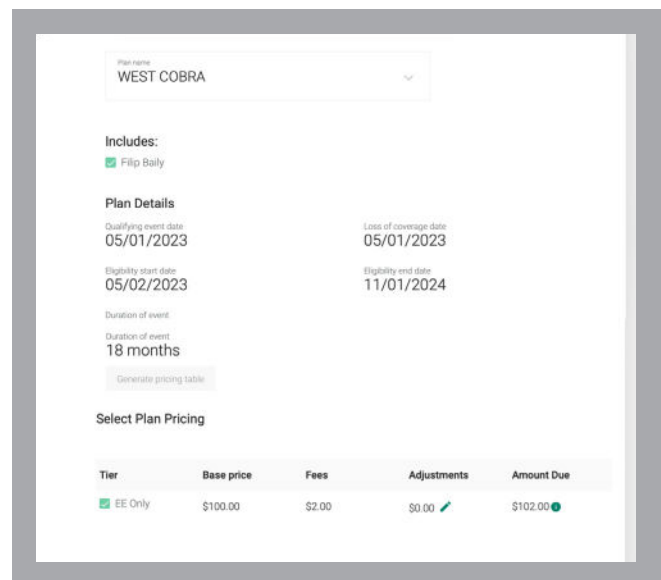 Plan name
WEST COBRA
Includes:
Filip Baily
Plan Details
Qualifying event date Loss of coverage date
05/01/2023 05/01/2023
Eligibility start date Eligibility end date
05/02/2023 11/01/2024
Duration of event
Duration of event
18 months
Generate pricing table
Select Plan Pricing
Tier Base price Fees Adjustments Amount Due
EE Only $100.00 $2.00 $0.00 $102.00